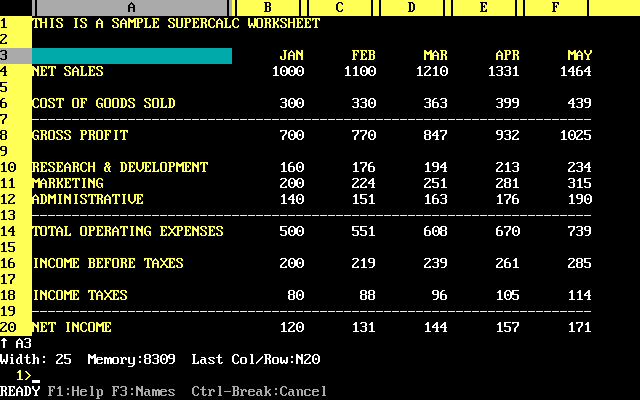 A B C D E F
1 THIS IS A SAMPLE SUPERCALC WORKSHEET
2
3 JAN FEB MAR APR MAY
4 NET SALES 1000 1100 1210 1331 1464
5
6 COST OF GOODS SOLD 300 330 363 399 439
7 ----------------------------------------------------------------------
8 GROSS PROFIT 700 770 847 932 1025
9
10 RESEARCH & DEVELOPMENT 160 176 194 213 234
11 MARKETING 200 224 251 281 315
12 ADMINISTRATIVE 140 151 163 176 190
13 ----------------------------------------------------------------------
14 TOTAL OPERATING EXPENSES 500 551 608 670 739
15
16 INCOME BEFORE TAXES 200 219 239 261 285
17
18 INCOME TAXES 80 88 96 105 114
19 ----------------------------------------------------------------------
20 NET INCOME 120 131 144 157 171
↑ A3
Width: 25 Memory:8309 Last Col/Row:N20
1>_
READY F1:Help F3:Names Ctrl-Break:Cancel